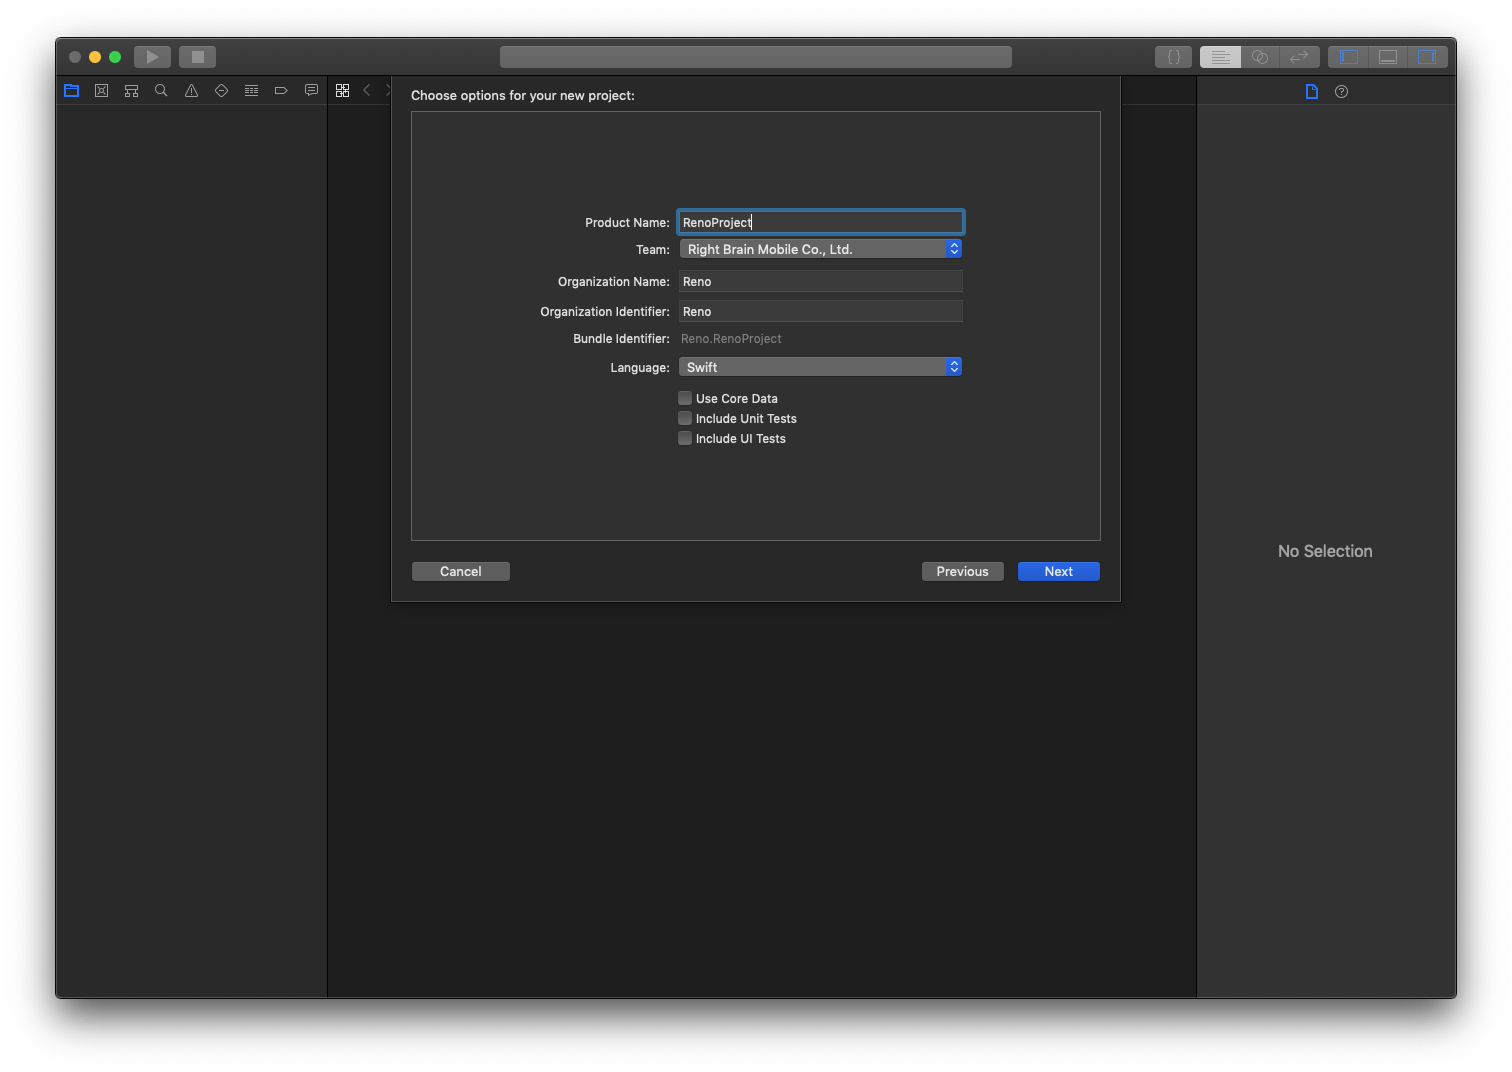 Choose options for your new project:
Product Name: RenoProject
Team: Right Brain Mobile Co., Ltd.
Organization Name: Reno
Organization Identifier: Reno
Bundle Identifier: Reno.RenoProject
Language: Swift
Use Core Data
Include Unit Tests
Include UI Tests
No Selection
Cancel Previous Next